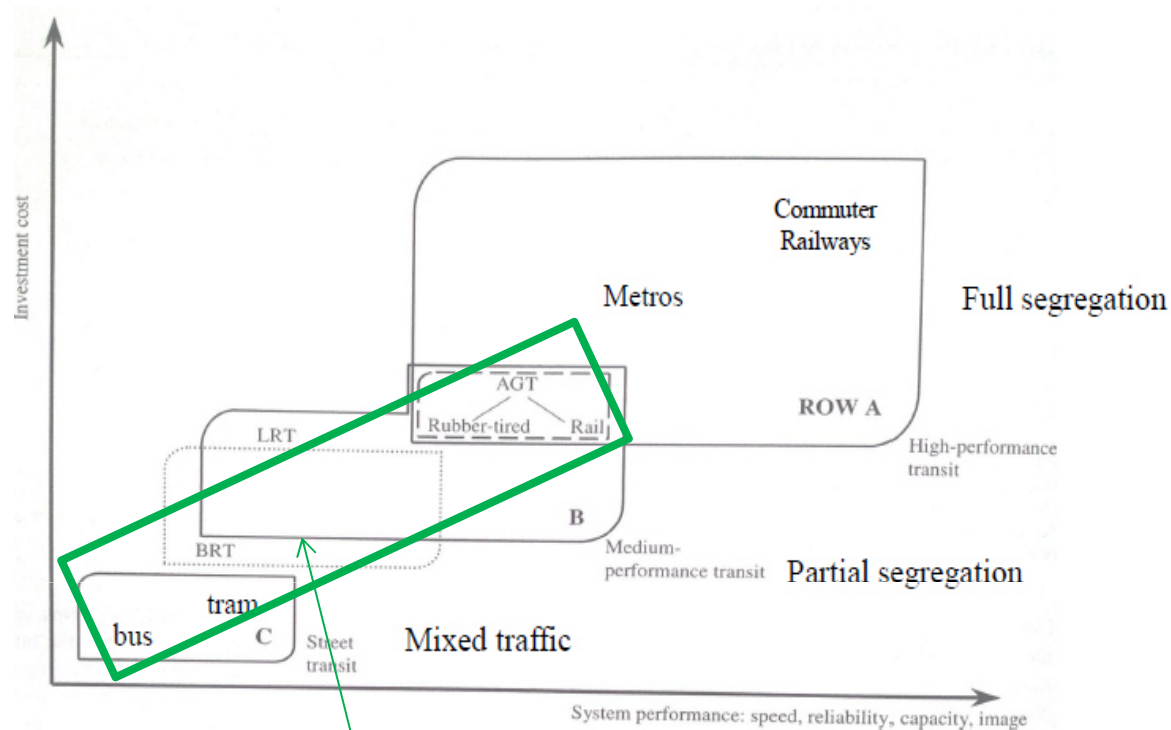 Investment cost
Commuter
Railways
Metros
Full segregation
AGT
Rubber-tired
Rail
ROW A
LRT
High-performance
transit
B
BRT
Medium-
performance transit
Partial segregation
tram
bus
C
Street
transit
Mixed traffic
System performance: speed, reliability, capacity, image